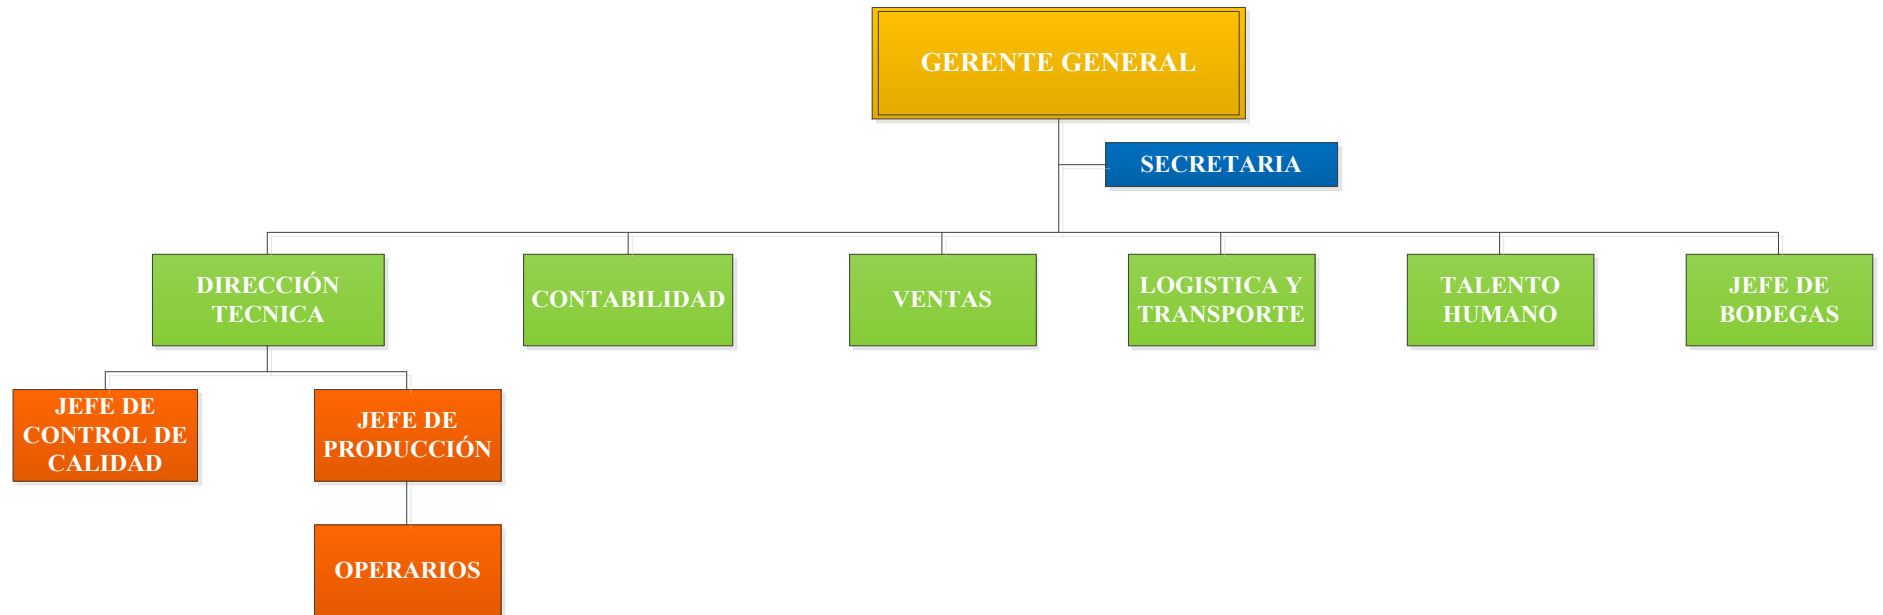 GERENTE GENERAL
SECRETARIA
DIRECCIÓN
TECNICA
CONTABILIDAD
VENTAS
LOGISTICA Y
TRANSPORTE
TALENTO
HUMANO
JEFE DE
BODEGAS
JEFE DE
CONTROL DE
CALIDAD
JEFE DE
PRODUCCIÓN
OPERARIOS